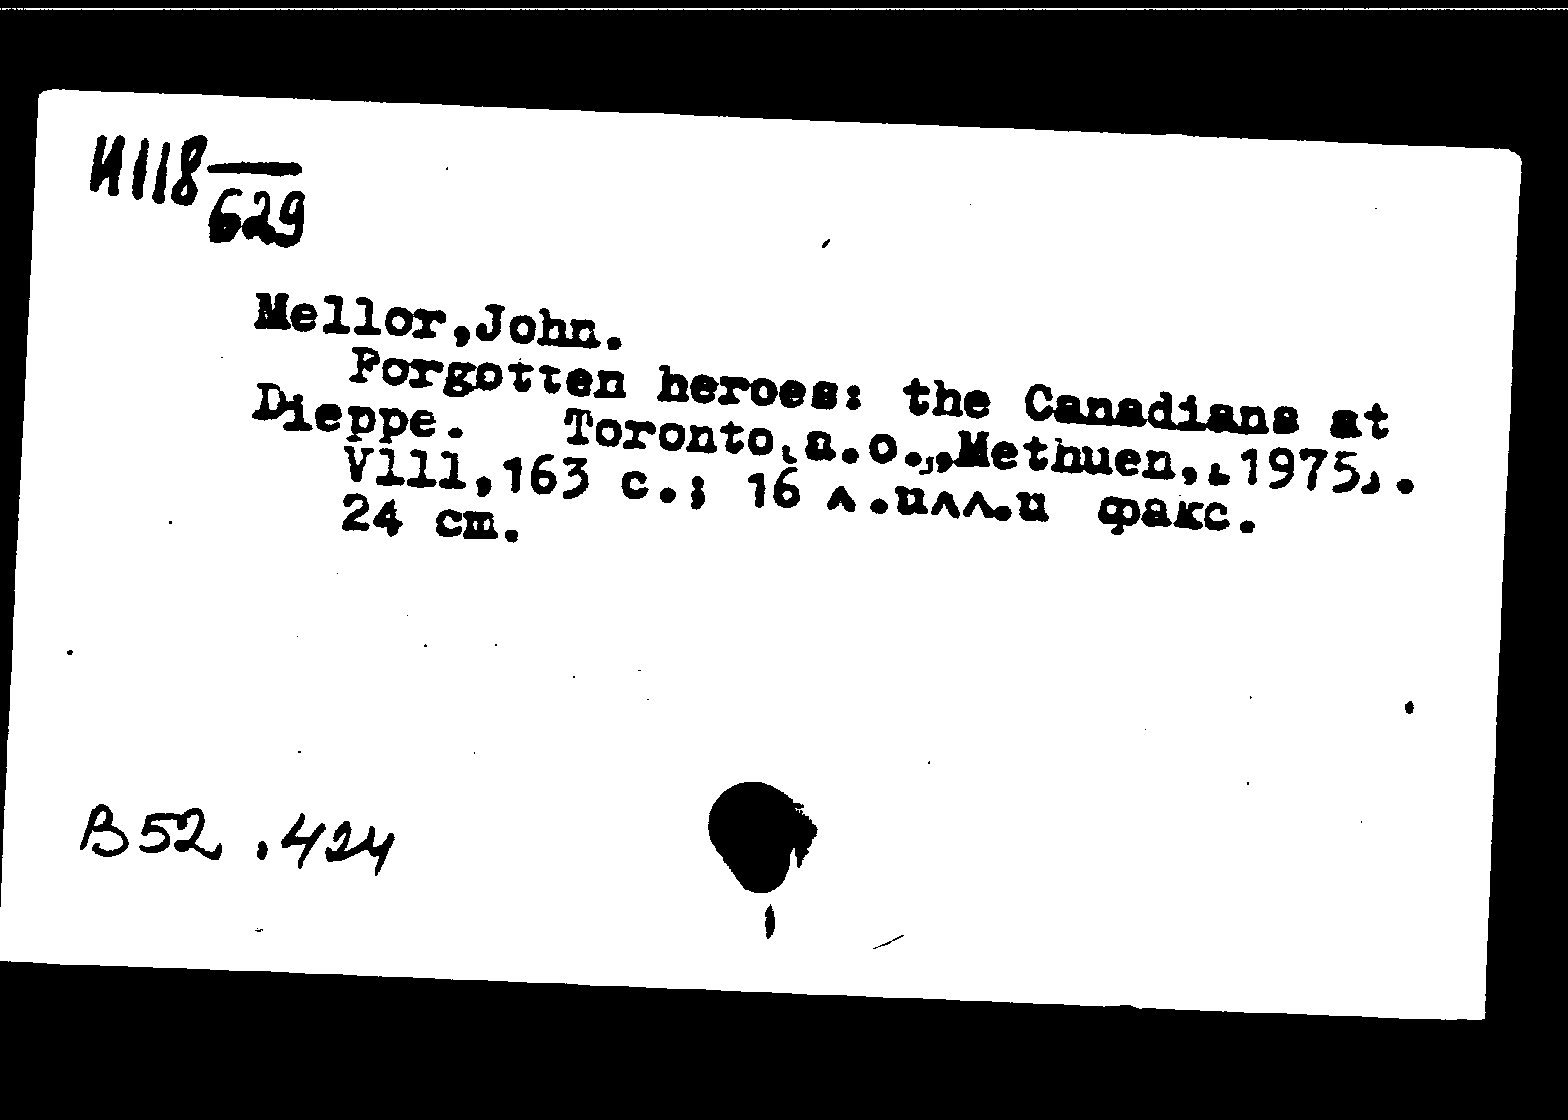 И118
629
Mellor,John.
Forgotten heroes: the Canadians at
Dieppe. Toronto, a.o.,,Methuen, 1975.
Vlll,163 c.; 16 л.илл.и факс.
24 cm.
B52.424